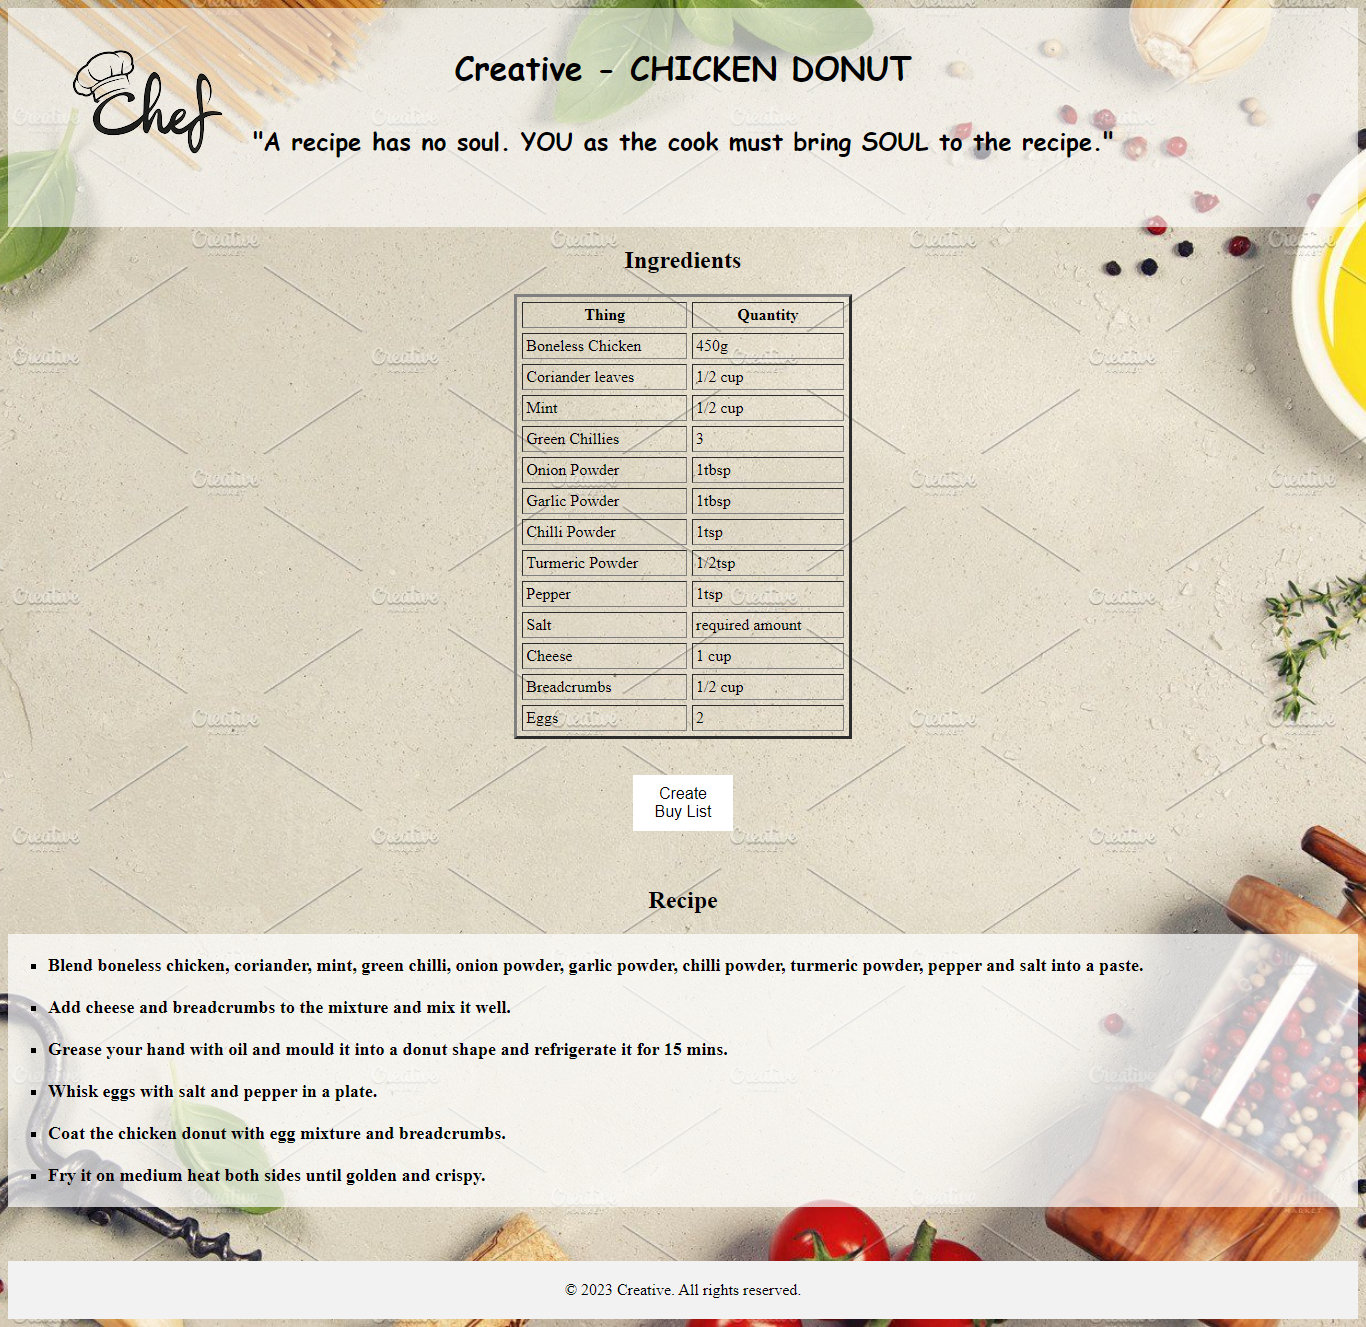 Chef
Creative - CHICKEN DONUT
"A recipe has no soul. YOU as the cook must bring SOUL to the recipe."
Ingredients
Thing Quantity
Boneless Chicken 450g
Coriander leaves 1/2 cup
Mint 1/2 cup
Green Chillies 3
Onion Powder 1tbsp
Garlic Powder 1tbsp
Chilli Powder 1tsp
Turmeric Powder 1/2tsp
Pepper 1tsp
Salt required amount
Cheese 1 cup
Breadcrumbs 1/2 cup
Eggs 2
Create
Buy List
Recipe
Blend boneless chicken, coriander, mint, green chilli, onion powder, garlic powder, chilli powder, turmeric powder, pepper and salt into a paste.
Add cheese and breadcrumbs to the mixture and mix it well.
Grease your hand with oil and mould it into a donut shape and refrigerate it for 15 mins.
Whisk eggs with salt and pepper in a plate.
Coat the chicken donut with egg mixture and breadcrumbs.
Fry it on medium heat both sides until golden and crispy.
© 2023 Creative. All rights reserved.
Creative
MARKET